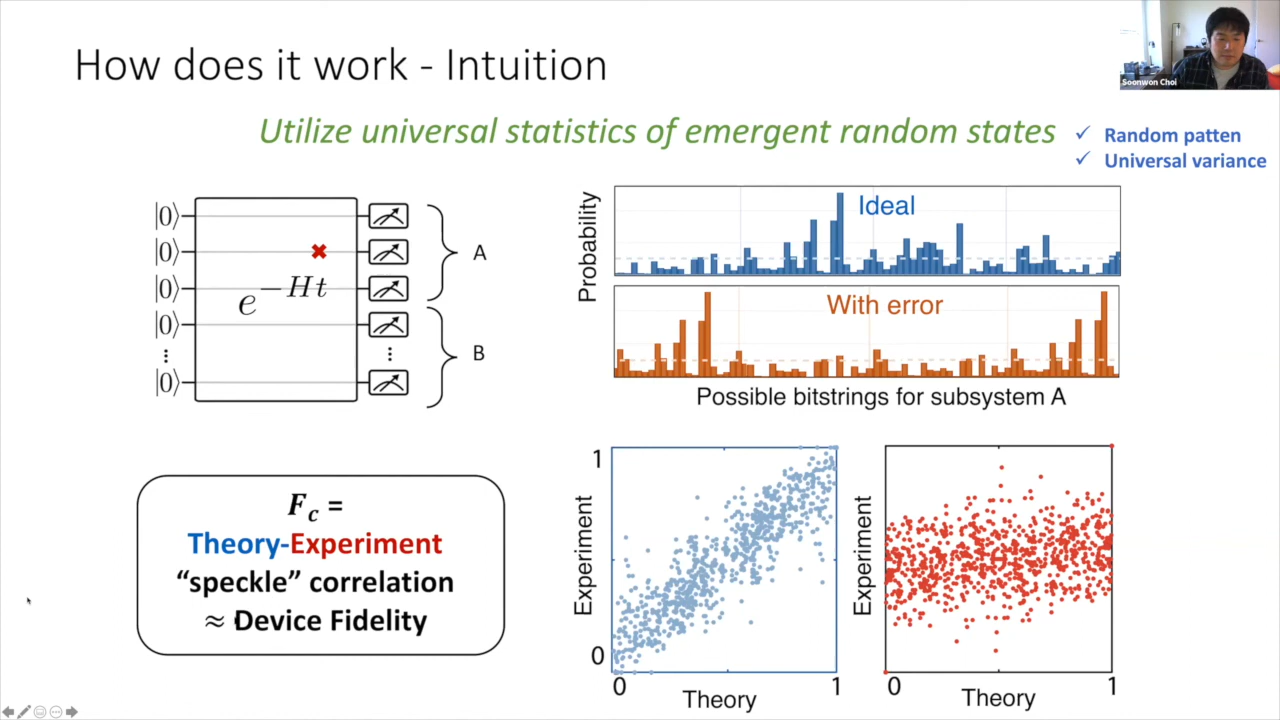 How does it work - Intuition
Soonwon Choi
Utilize universal statistics of emergent random states
✓ Random patten
✓ Universal variance
|0⟩
|0⟩
|0⟩
|0⟩
⋮
|0⟩
e^{-Ht}
⋮
A
B
Probability
Ideal
With error
Possible bitstrings for subsystem A
F_c =
Theory-Experiment
“speckle” correlation
≈ Device Fidelity
Experiment
1
0
0
1
Theory
Experiment
0
1
Theory